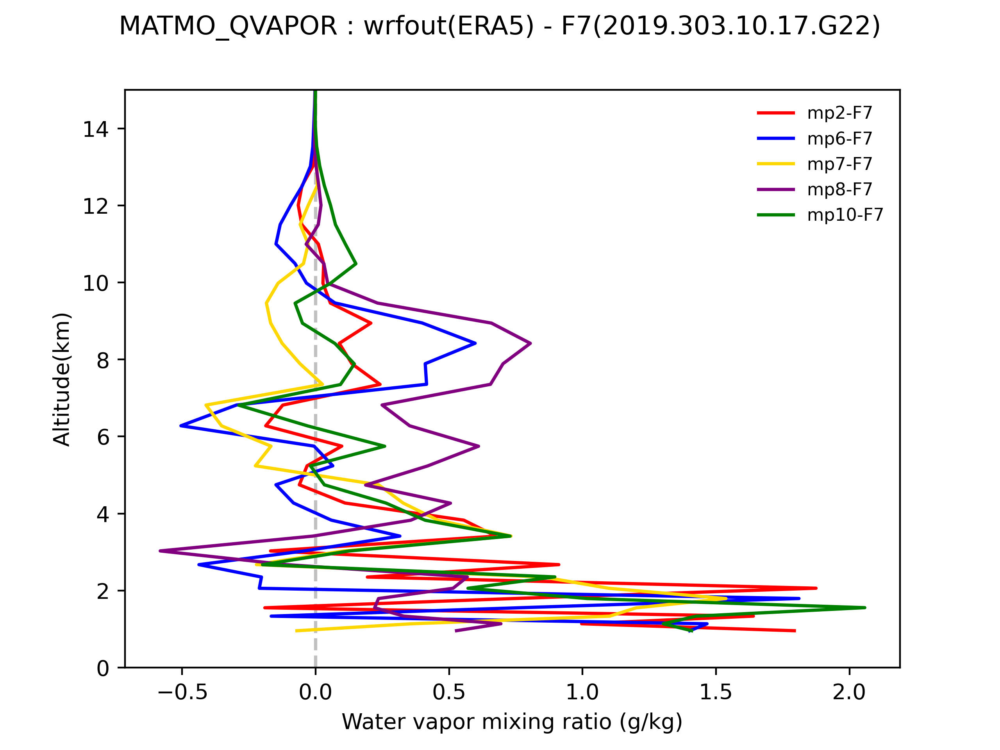 MATMO_QVAPOR : wrfout(ERA5) - F7(2019.303.10.17.G22)
mp2-F7
mp6-F7
mp7-F7
mp8-F7
mp10-F7
14
12
10
8
6
4
2
0
Altitude(km)
−0.5 0.0 0.5 1.0 1.5 2.0
Water vapor mixing ratio (g/kg)